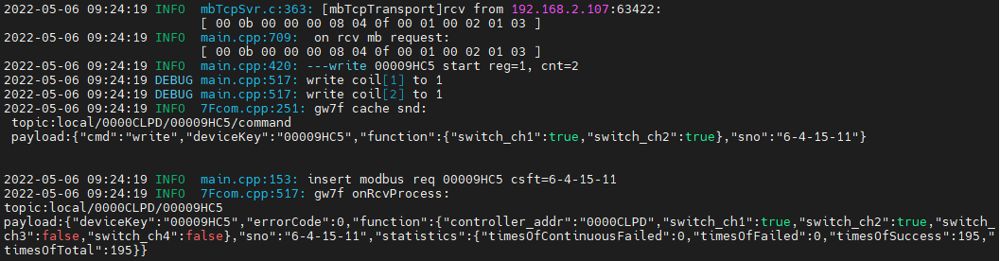 2022-05-06 09:24:19 INFO  mbTcpSvr.c:363: [mbTcpTransport]rcv from 192.168.2.107:63422:
[ 00 0b 00 00 00 08 04 0f 00 01 00 02 01 03 ]
2022-05-06 09:24:19 INFO  main.cpp:709:  on rcv mb request:
[ 00 0b 00 00 00 08 04 0f 00 01 00 02 01 03 ]
2022-05-06 09:24:19 INFO  main.cpp:420: ---write 00009HC5 start reg=1, cnt=2
2022-05-06 09:24:19 DEBUG main.cpp:517: write coil[1] to 1
2022-05-06 09:24:19 DEBUG main.cpp:517: write coil[2] to 1
2022-05-06 09:24:19 INFO  7Fcom.cpp:251: gw7f cache snd:
topic:local/0000CLPD/00009HC5/command
payload:{"cmd":"write","deviceKey":"00009HC5","function":{"switch_ch1":true,"switch_ch2":true},"sno":"6-4-15-11"}
2022-05-06 09:24:19 INFO  main.cpp:153: insert modbus req 00009HC5 csft=6-4-15-11
2022-05-06 09:24:19 INFO  7Fcom.cpp:517: gw7f onRcvProcess:
topic:local/0000CLPD/00009HC5
payload:{"deviceKey":"00009HC5","errorCode":0,"function":{"controller_addr":"0000CLPD","switch_ch1":true,"switch_ch2":true,"switch_
ch3":false,"switch_ch4":false},"sno":"6-4-15-11","statistics":{"timesOfContinuousFailed":0,"timesOfFailed":0,"timesOfSuccess":195,"
timesOfTotal":195}}